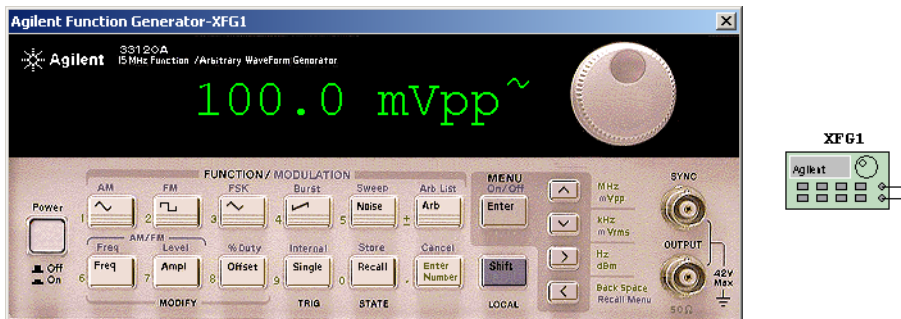 Agilent Function Generator-XFG1
Agilent 33120A
15 MHz Function /Arbitrary WaveForm Genorator
100.0 mVpp~
FUNCTION/ MODULATION
AM FM FSK Burst Sweep Arb List
MENU
On/Off
Power
1 2 3 4 5 Noise ± Arb Enter
AM/FM
Freq Level % Duty Internal Store Cancel
Off
On
6 Freq 7 Ampl 8 Offset 9 Single 0 Recall . Enter Number Shift
MODIFY TRIG STATE LOCAL
MHz
mVpp
kHz
mVrms
Hz
dBm
Back Space
Recall Menu
SYNC
OUTPUT
42V
Max
50Ω
XFG1
Agilent